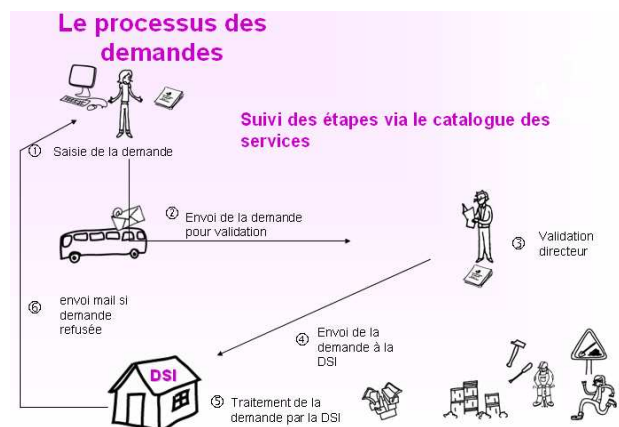 Le processus des
demandes
Suivi des étapes via le catalogue des
services
① Saisie de la demande
② Envoi de la demande
pour validation
③ Validation
directeur
⑥ envoi mail si
demande
refusée
④ Envoi de la
demande à la
DSI
DSI
⑤ Traitement de la
demande par la DSI